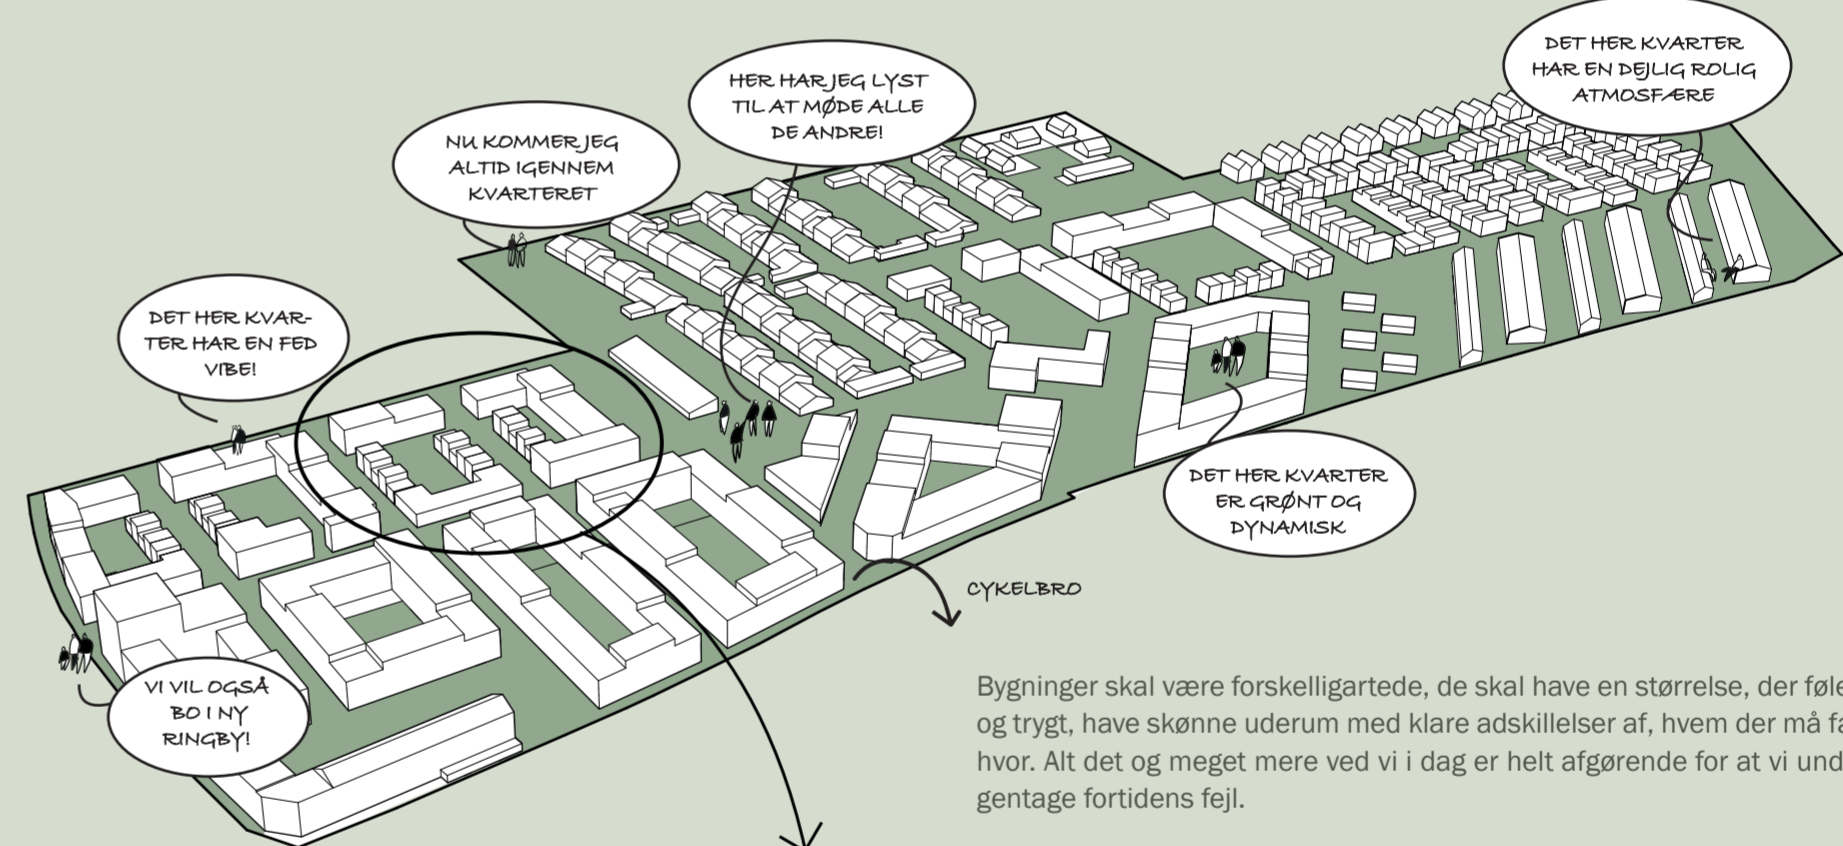 DET HER KVARTER
HAR EN DEJLIG ROLIG
ATMOSFÆRE
HER HAR JEG LYST
TIL AT MØDE ALLE
DE ANDRE!
NU KOMMER JEG
ALTID IGENNEM
KVARTERET
DET HER KVAR-
TER HAR EN FED
VIBE!
DET HER KVARTER
ER GRØNT OG
DYNAMISK
CYKELBRO
VI VIL OGSÅ
BO I NY
RINGBY!
Bygninger skal være forskelligartede, de skal have en størrelse, der
og trygt, have skønne uderum med klare adskillelser af, hvem der må
hvor. Alt det og meget mere ved vi i dag er helt afgørende for at vi
gentage fortidens fejl.